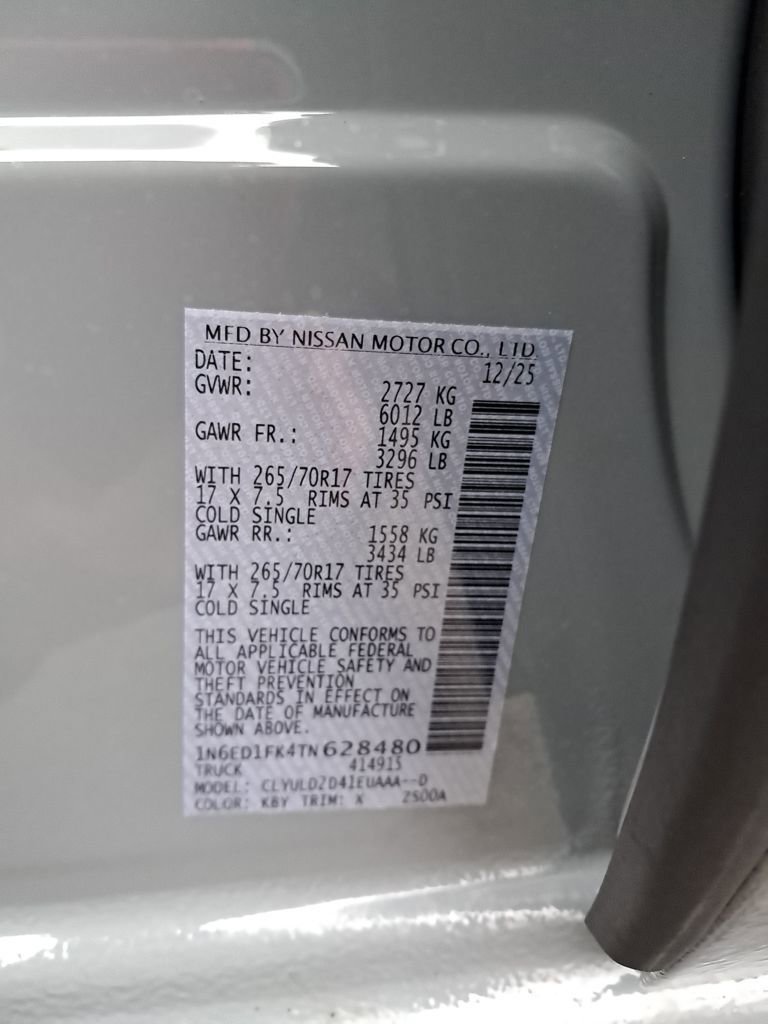 MFD BY NISSAN MOTOR CO., LTD.
DATE: 12/25
GVWR: 2727 KG
6012 LB
GAWR FR.: 1495 KG
3296 LB
WITH 265/70R17 TIRES
17 X 7.5 RIMS AT 35 PSI
COLD SINGLE
GAWR RR.: 1558 KG
3434 LB
WITH 265/70R17 TIRES
17 X 7.5 RIMS AT 35 PSI
COLD SINGLE
THIS VEHICLE CONFORMS TO
ALL APPLICABLE FEDERAL
MOTOR VEHICLE SAFETY AND
THEFT PREVENTION
STANDARDS IN EFFECT ON
THE DATE OF MANUFACTURE
SHOWN ABOVE.
1N6ED1FK4TN628480
TRUCK 414915
MODEL: CLYULD2D41EUAAA--D
COLOR: KBY TRIM: X 2S00A